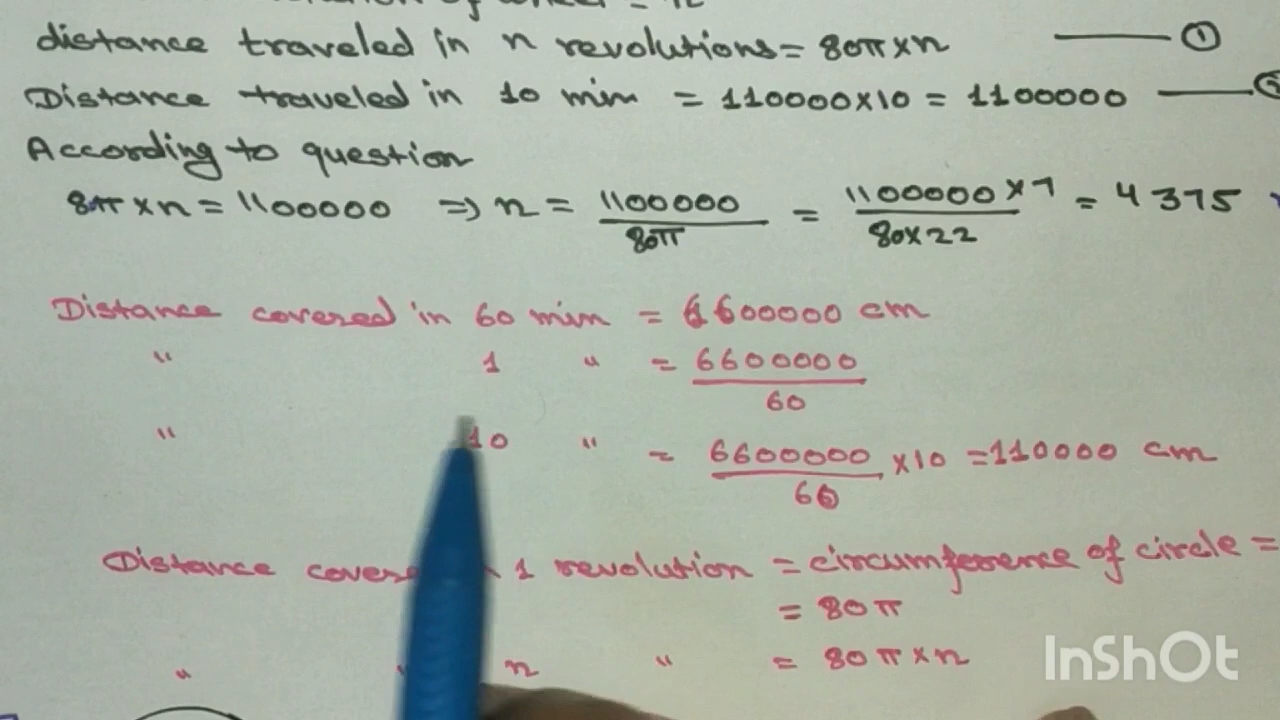 = n
distance traveled in n revolutions = 80π×n ①
Distance traveled in 10 min = 110000×10 = 1100000
According to question
80π×n = 1100000 ⇒ n = 1100000/80π = 1100000×7/80×22 = 4375
Distance covered in 60 min = 6600000 cm
" 1 " = 6600000/60
" 10 " = 6600000/60 ×10 = 110000 cm
Distance 1 revolution = circumference of circle =
= 80π
" " n " = 80π×n
InShOt